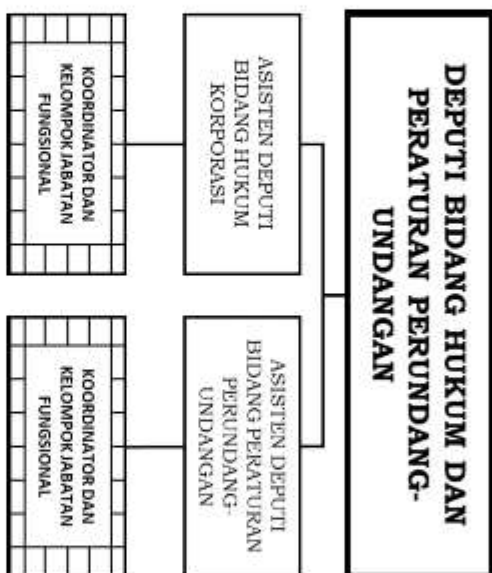 DEPUTI BIDANG HUKUM DAN
PERATURAN PERUNDANG-
UNDANGAN
ASISTEN DEPUTI
BIDANG HUKUM
KORPORASI
ASISTEN DEPUTI
BIDANG PERATURAN
PERUNDANG-
UNDANGAN
KOORDINATOR DAN
KELOMPOK JABATAN
FUNGSIONAL
KOORDINATOR DAN
KELOMPOK JABATAN
FUNGSIONAL